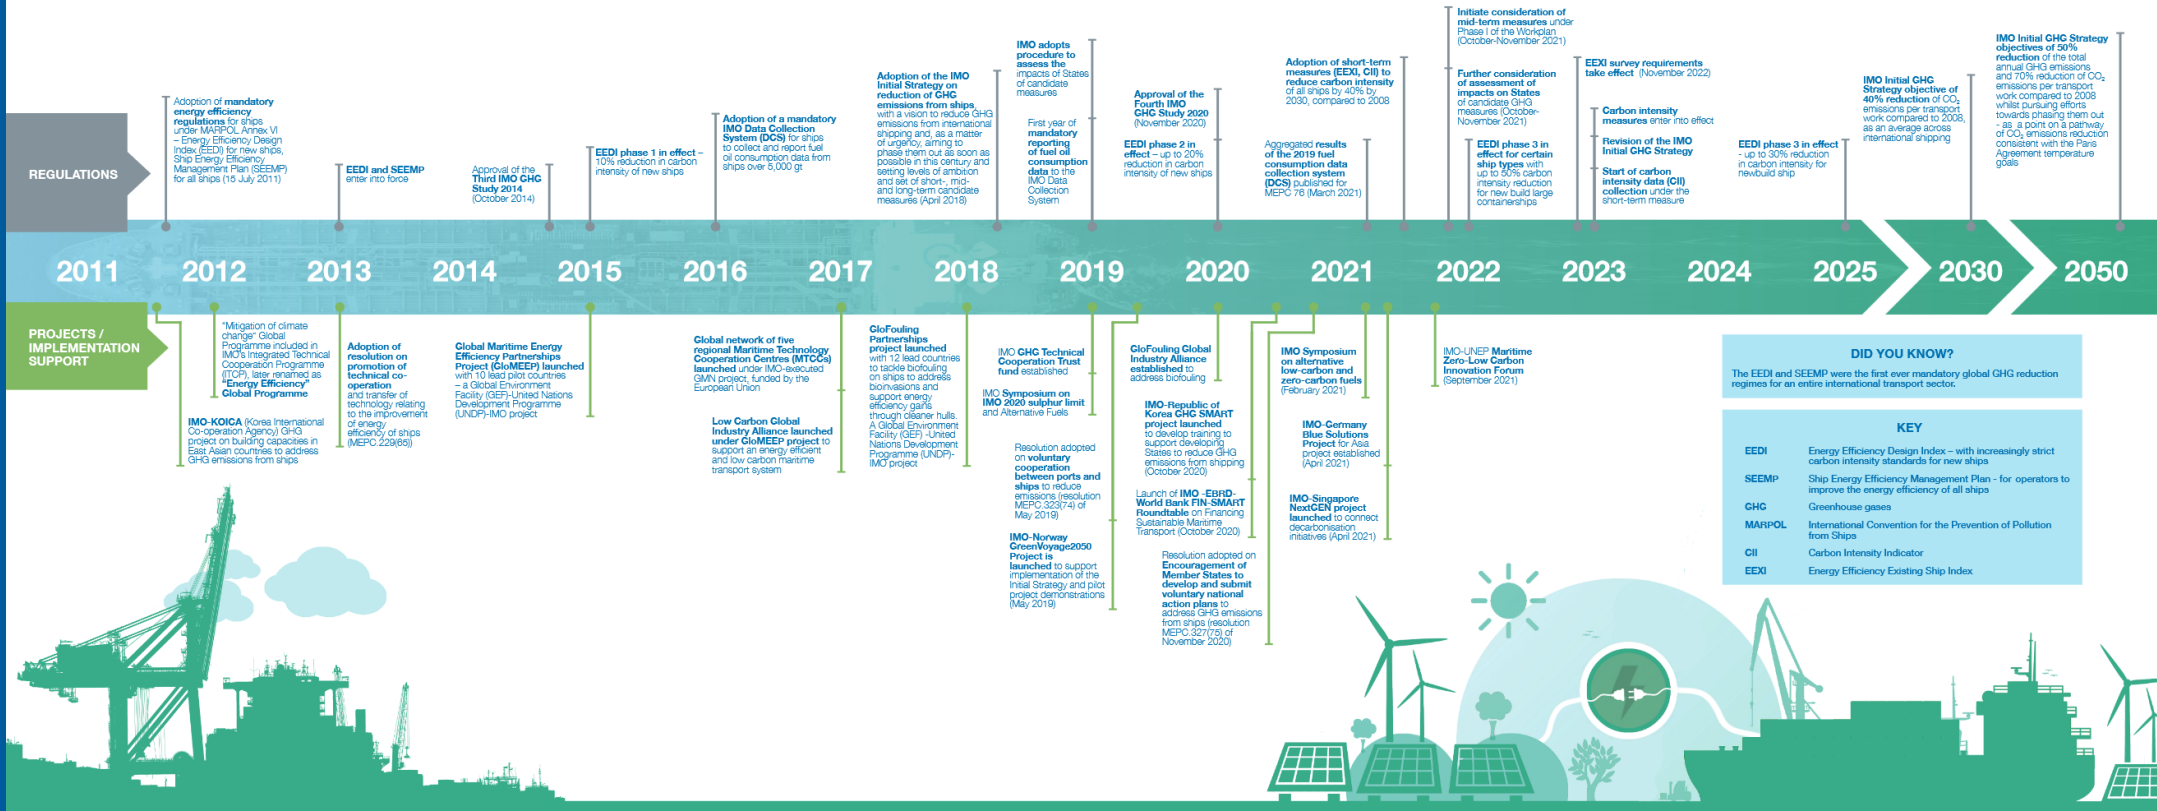 REGULATIONS
Adoption of mandatory
energy efficiency
regulations for ships
under MARPOL Annex VI
– Energy Efficiency Design
Index (EEDI) for new ships,
Ship Energy Efficiency
Management Plan (SEEMP)
for all ships (15 July 2011)
EEDI and SEEMP
enter into force
Approval of the
Third IMO GHG
Study 2014
(October 2014)
EEDI phase 1 in effect –
10% reduction in carbon
intensity of new ships
Adoption of a mandatory
IMO Data Collection
System (DCS) for ships
to collect and report fuel
oil consumption data from
ships over 5,000 gt
Adoption of the IMO
Initial Strategy on
reduction of GHG
emissions from ships,
with a vision to reduce GHG
emissions from international
shipping and, as a matter
of urgency, aiming to
phase them out as soon as
possible in this century and
setting levels of ambition
and set of short-, mid-
and long-term candidate
measures (April 2018)
IMO adopts
procedure to
assess the
impacts of States
of candidate
measures
First year of
mandatory
reporting
of fuel oil
consumption
data to the
IMO Data
Collection
System
Approval of the
Fourth IMO
GHG Study 2020
(November 2020)
EEDI phase 2 in
effect – up to 20%
reduction in carbon
intensity of new ships
Adoption of short-term
measures (EEXI, CII) to
reduce carbon intensity
of all ships by 40% by
2030, compared to 2008
Aggregated results
of the 2019 fuel
consumption data
collection system
(DCS) published for
MEPC 76 (March 2021)
Initiate consideration of
mid-term measures under
Phase I of the Workplan
(October-November 2021)
Further consideration
of assessment of
impacts on States
of candidate GHG
measures (October-
November 2021)
EEDI phase 3 in
effect for certain
ship types with
up to 50% carbon
intensity reduction
for new build large
containerships
EEXI survey requirements
take effect (November 2022)
Carbon intensity
measures enter into effect
Revision of the IMO
Initial GHG Strategy
Start of carbon
intensity data (CII)
collection under the
short-term measure
EEDI phase 3 in effect
- up to 30% reduction
in carbon intensity for
newbuild ship
IMO Initial GHG
Strategy objective of
40% reduction of CO₂
emissions per transport
work compared to 2008,
as an average across
international shipping
IMO Initial GHG Strategy
objectives of 50%
reduction of the total
annual GHG emissions
and 70% reduction of CO₂
emissions per transport
work compared to 2008
whilst pursuing efforts
towards phasing them out
- as a point on a pathway
of CO₂ emissions reduction
consistent with the Paris
Agreement temperature
goals
2011 2012 2013 2014 2015 2016 2017 2018 2019 2020 2021 2022 2023 2024 2025 2030 2050
PROJECTS /
IMPLEMENTATION
SUPPORT
"Mitigation of climate
change" Global
Programme included in
IMO's Integrated Technical
Cooperation Programme
(ITCP), later renamed as
"Energy Efficiency"
Global Programme
IMO-KOICA (Korea International
Co-operation Agency) GHG
project on building capacities in
East Asian countries to address
GHG emissions from ships
Adoption of
resolution on
promotion of
technical co-
operation
and transfer of
technology relating
to the improvement
of energy
efficiency of ships
(MEPC.229(65))
Global Maritime Energy
Efficiency Partnerships
Project (GloMEEP) launched
with 10 lead pilot countries
– a Global Environment
Facility (GEF)-United Nations
Development Programme
(UNDP)-IMO project
Global network of five
regional Maritime Technology
Cooperation Centres (MTCCs)
launched under IMO-executed
GMN project, funded by the
European Union
Low Carbon Global
Industry Alliance launched
under GloMEEP project to
support an energy efficient
and low carbon maritime
transport system
GloFouling
Partnerships
project launched
with 12 lead countries
to tackle biofouling
on ships to address
bioinvasions and
support energy
efficiency gains
through cleaner hulls.
A Global Environment
Facility (GEF) -United
Nations Development
Programme (UNDP)-
IMO project
IMO GHG Technical
Cooperation Trust
fund established
IMO Symposium on
IMO 2020 sulphur limit
and Alternative Fuels
Resolution adopted
on voluntary
cooperation
between ports and
ships to reduce
emissions (resolution
MEPC.323(74) of
May 2019)
IMO-Norway
GreenVoyage2050
Project is
launched to support
implementation of the
Initial Strategy and pilot
project demonstrations
(May 2019)
GloFouling Global
Industry Alliance
established to
address biofouling
IMO-Republic of
Korea GHG SMART
project launched
to develop training to
support developing
States to reduce GHG
emissions from shipping
(October 2020)
Launch of IMO -EBRD-
World Bank FIN-SMART
Roundtable on Financing
Sustainable Maritime
Transport (October 2020)
Resolution adopted on
Encouragement of
Member States to
develop and submit
voluntary national
action plans to
address GHG emissions
from ships (resolution
MEPC.327(75) of
November 2020)
IMO Symposium
on alternative
low-carbon and
zero-carbon fuels
(February 2021)
IMO-Germany
Blue Solutions
Project for Asia
project established
(April 2021)
IMO-Singapore
NextGEN project
launched to connect
decarbonisation
initiatives (April 2021)
IMO-UNEP Maritime
Zero-Low Carbon
Innovation Forum
(September 2021)
DID YOU KNOW?
The EEDI and SEEMP were the first ever mandatory global GHG reduction
regimes for an entire international transport sector.
KEY
EEDI Energy Efficiency Design Index – with increasingly strict
carbon intensity standards for new ships
SEEMP Ship Energy Efficiency Management Plan - for operators to
improve the energy efficiency of all ships
GHG Greenhouse gases
MARPOL International Convention for the Prevention of Pollution
from Ships
CII Carbon Intensity Indicator
EEXI Energy Efficiency Existing Ship Index